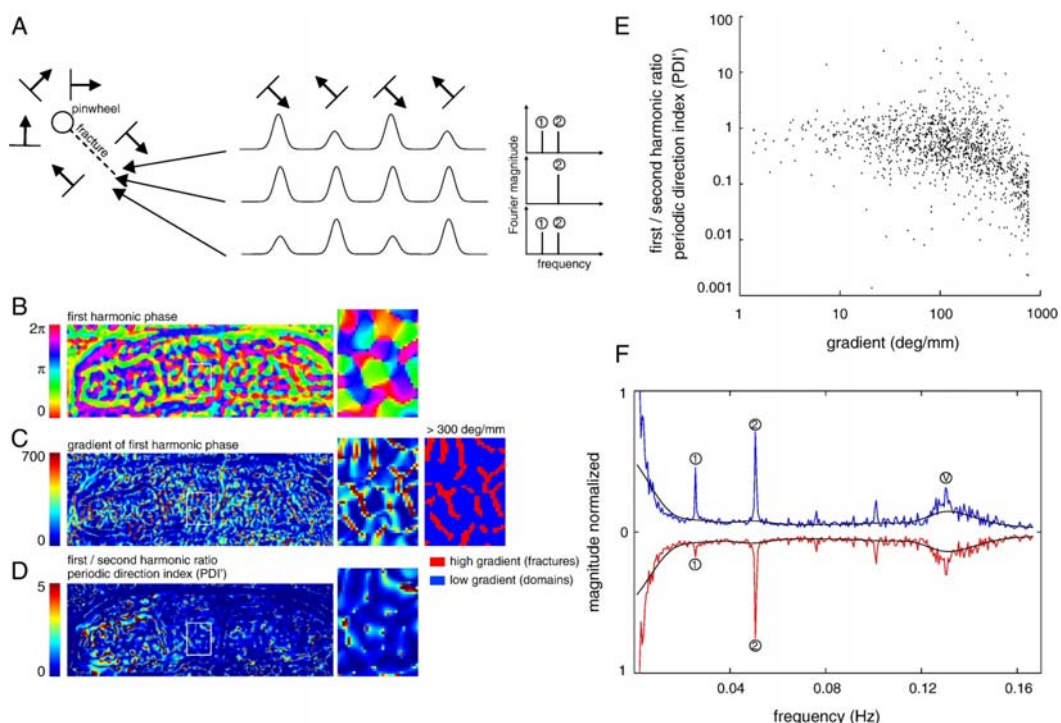 A
pinwheel
fracture
① ②
②
① ②
Fourier magnitude
frequency
B
first harmonic phase
2π
π
0
C
gradient of first harmonic phase
> 300 deg/mm
700
0
high gradient (fractures)
low gradient (domains)
D
first / second harmonic ratio
periodic direction index (PDI')
5
0
E
first / second harmonic ratio
periodic direction index (PDI')
100
10
1
0.1
0.01
0.001
1 10 100 1000
gradient (deg/mm)
F
magnitude normalized
1
0
1
① ② Ⓥ
① ②
0.04 0.08 0.12 0.16
frequency (Hz)